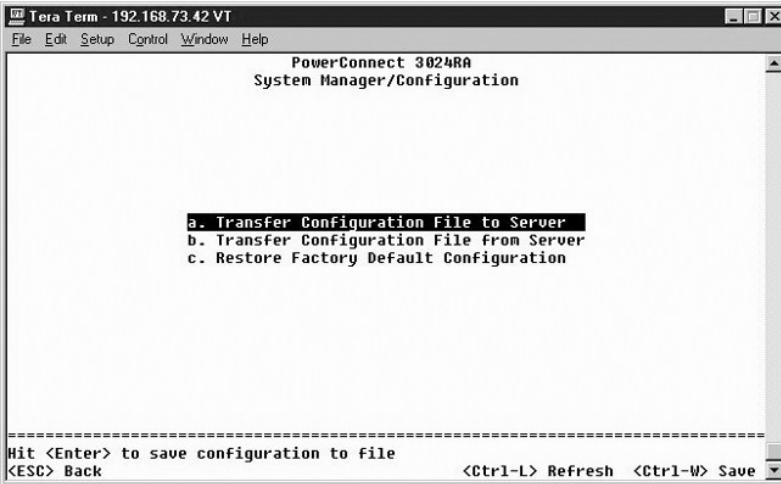 Tera Term - 192.168.73.42 VT
File Edit Setup Control Window Help
PowerConnect 3024RA
System Manager/Configuration
a. Transfer Configuration File to Server
b. Transfer Configuration File from Server
c. Restore Factory Default Configuration
================================================================================
Hit <Enter> to save configuration to file
<ESC> Back <Ctrl-L> Refresh <Ctrl-W> Save